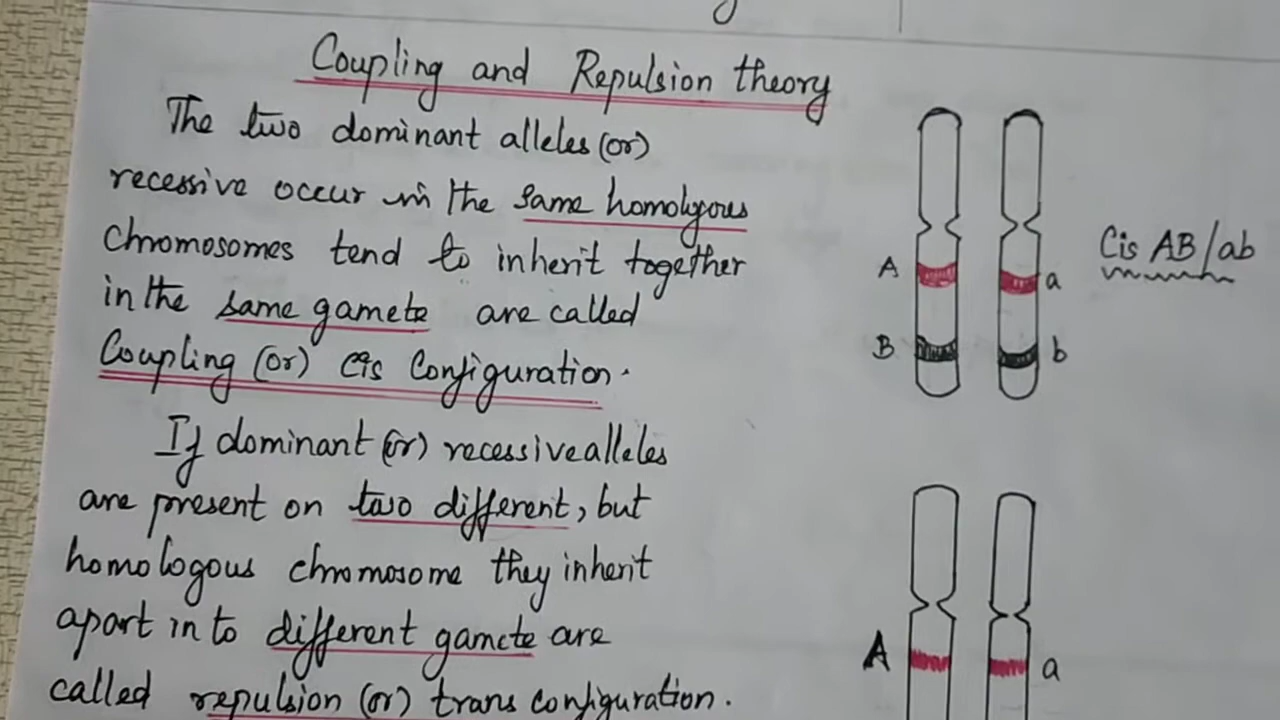 Coupling and Repulsion theory
The two dominant alleles (or)
recessive occur in the same homolygous
chromosomes tend to inherit together
in the same gamete are called
Coupling (or) cis Configuration.
If dominant (or) recessive alleles
are present on two different, but
homologous chromosome they inherit
apart in to different gamete are
called repulsion (or) trans configuration.
A a
B b
Cis AB/ab
A a